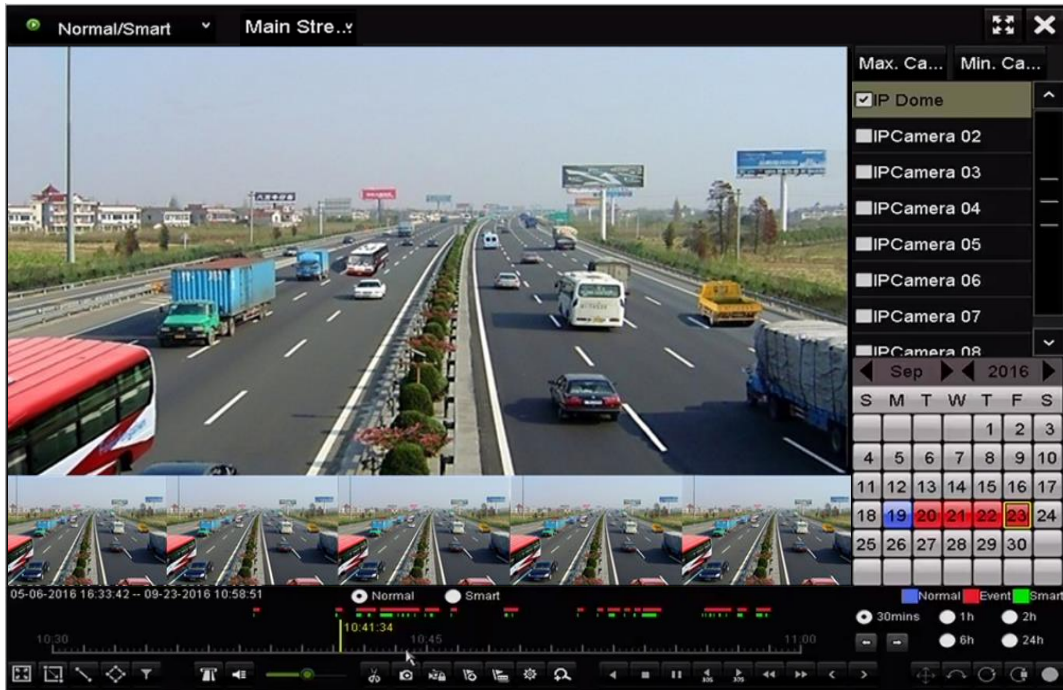 Normal/Smart
Main Stre..
Max. Ca...
Min. Ca...
IP Dome
IPCamera 02
IPCamera 03
IPCamera 04
IPCamera 05
IPCamera 06
IPCamera 07
IPCamera 08
Sep 2016
S M T W T F S
1 2 3
4 5 6 7 8 9 10
11 12 13 14 15 16 17
18 19 20 21 22 23 24
25 26 27 28 29 30
05-06-2016 16:33:42 -- 09-23-2016 10:58:51
Normal
Smart
Normal Event Smart
10:41:34
10:30
10:45
11:00
30mins 1h 2h
6h 24h
30S
30S